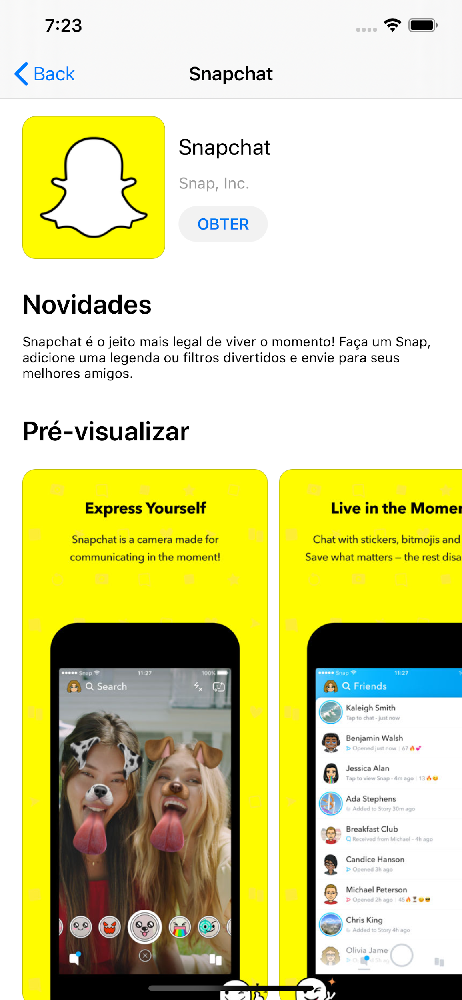 7:23
Back
Snapchat
Snapchat
Snap, Inc.
OBTER
Novidades
Snapchat é o jeito mais legal de viver o momento! Faça um Snap,
adicione uma legenda ou filtros divertidos e envie para seus
melhores amigos.
Pré-visualizar
Express Yourself
Snapchat is a camera made for
communicating in the moment!
Snap
11:27
100%
Search
Live in the Momen
Chat with stickers, bitmojis and
Save what matters – the rest disa
Snap
11:27
Friends
Kaleigh Smith
Tap to chat - just now
Benjamin Walsh
Opened just now | 67🔥💕
Jessica Alan
Tap to view Snap - 4m ago | 13🔥😊
Ada Stephens
Added to Story 30m ago
Breakfast Club
Received from Michael - 4h ago
Candice Hanson
Opened 3h ago
Michael Peterson
Opened 2h ago | 45🔥⌛😊😎
Chris King
Added to Story 4h ago
Olivia Jame
5h ag